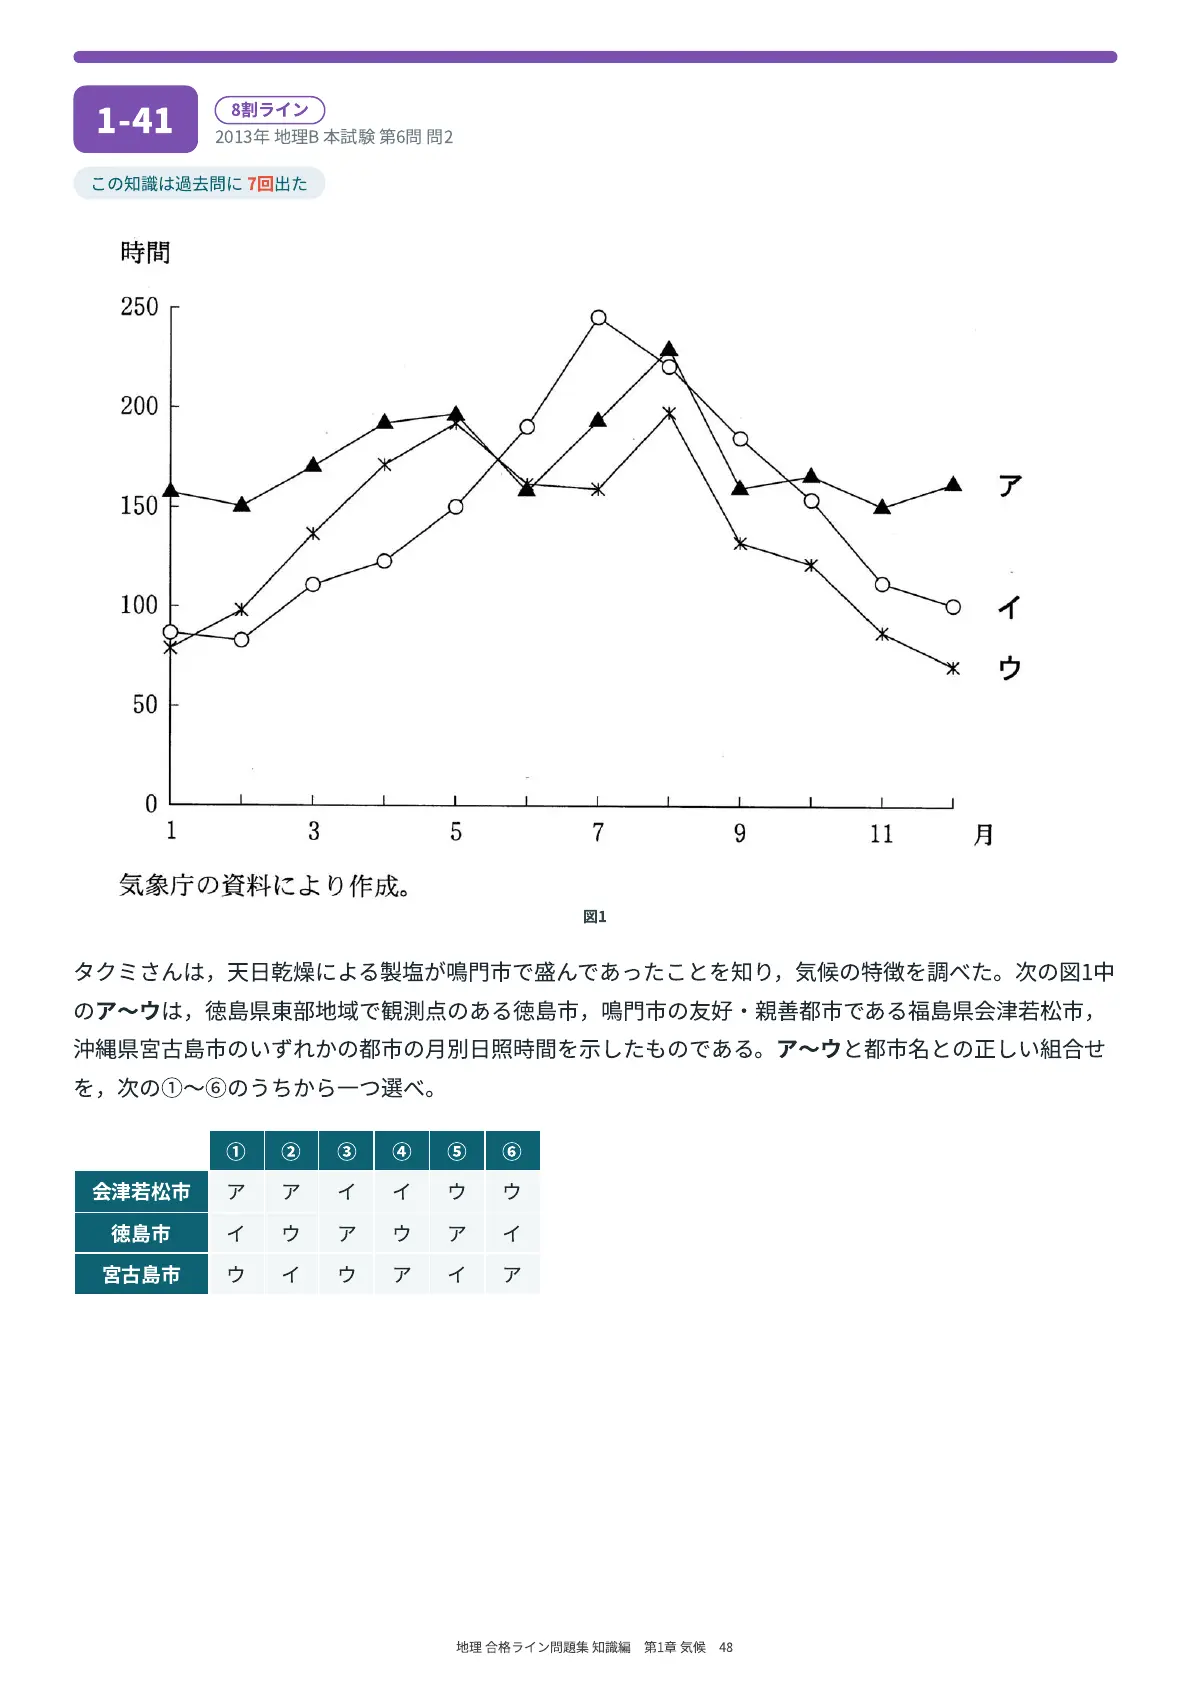 1-41
8割ライン
2013年 地理B 本試験 第6問 問2
この知識は過去問に 7回出た
時間
250
200
150
100
50
0
ア
イ
ウ
1 3 5 7 9 11 月
気象庁の資料により作成。
図1
タクミさんは，天日乾燥による製塩が鳴門市で盛んであったことを知り，気候の特徴を調べた。次の図1中
のア〜ウは，徳島県東部地域で観測点のある徳島市，鳴門市の友好・親善都市である福島県会津若松市，
沖縄県宮古島市のいずれかの都市の月別日照時間を示したものである。ア〜ウと都市名との正しい組合せ
を，次の①〜⑥のうちから一つ選べ。
① ② ③ ④ ⑤ ⑥
会津若松市 ア ア イ イ ウ ウ
徳島市 イ ウ ア ウ ア イ
宮古島市 ウ イ ウ ア イ ア
地理 合格ライン問題集 知識編 第1章 気候 48